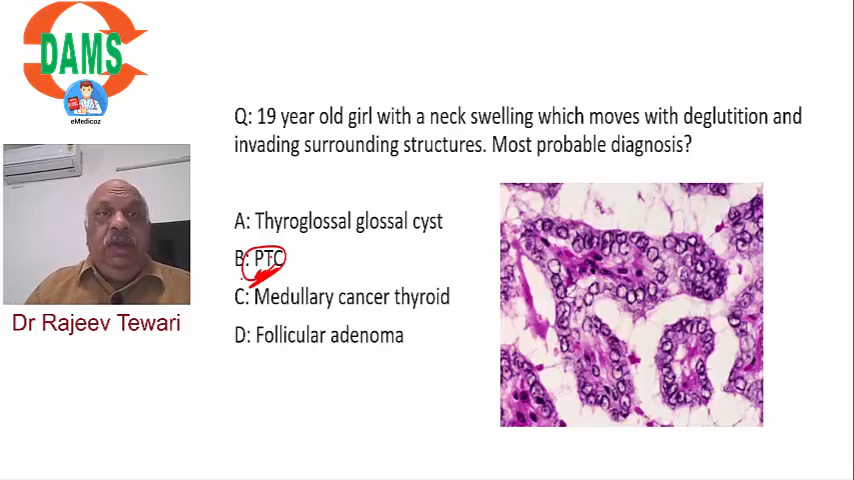 DAMS
eMedicoz
Q: 19 year old girl with a neck swelling which moves with deglutition and
invading surrounding structures. Most probable diagnosis?
A: Thyroglossal glossal cyst
B: PTC
C: Medullary cancer thyroid
D: Follicular adenoma
Dr Rajeev Tewari